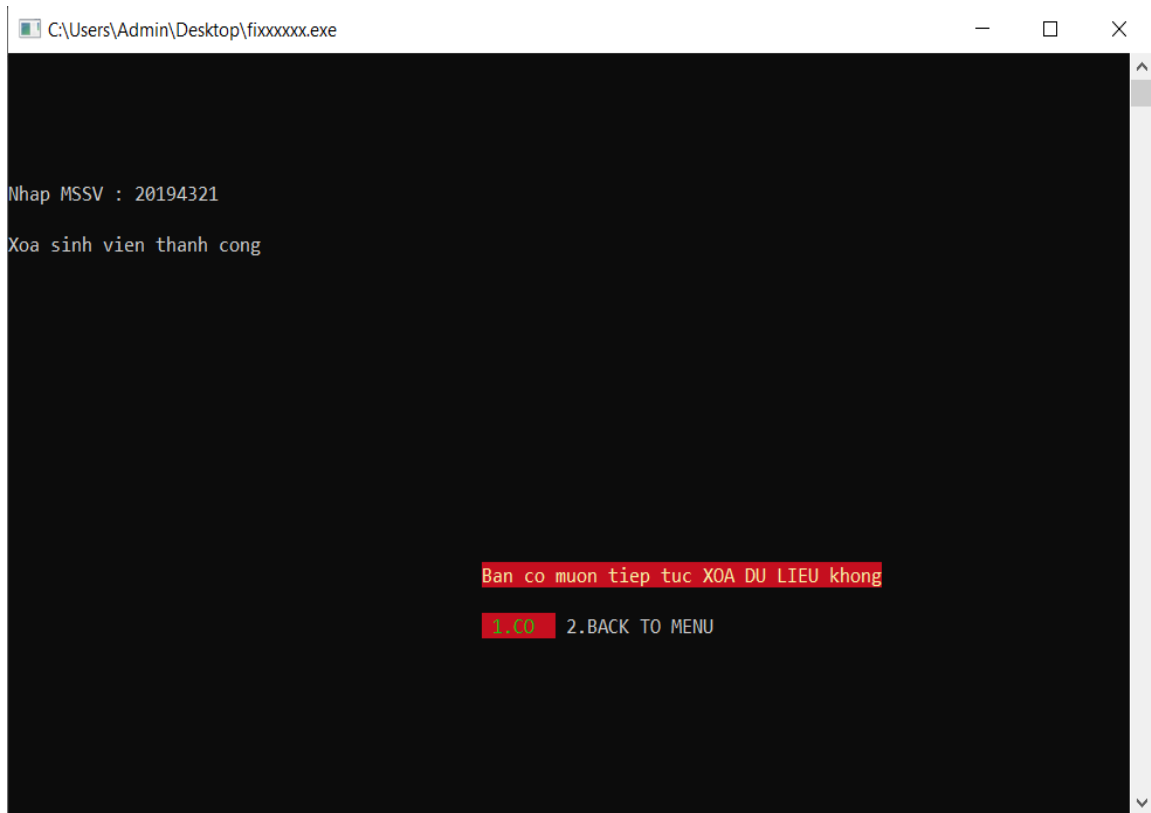 C:\Users\Admin\Desktop\fixxxxxx.exe
Nhap MSSV : 20194321
Xoa sinh vien thanh cong
Ban co muon tiep tuc XOA DU LIEU khong
1.CO 2.BACK TO MENU